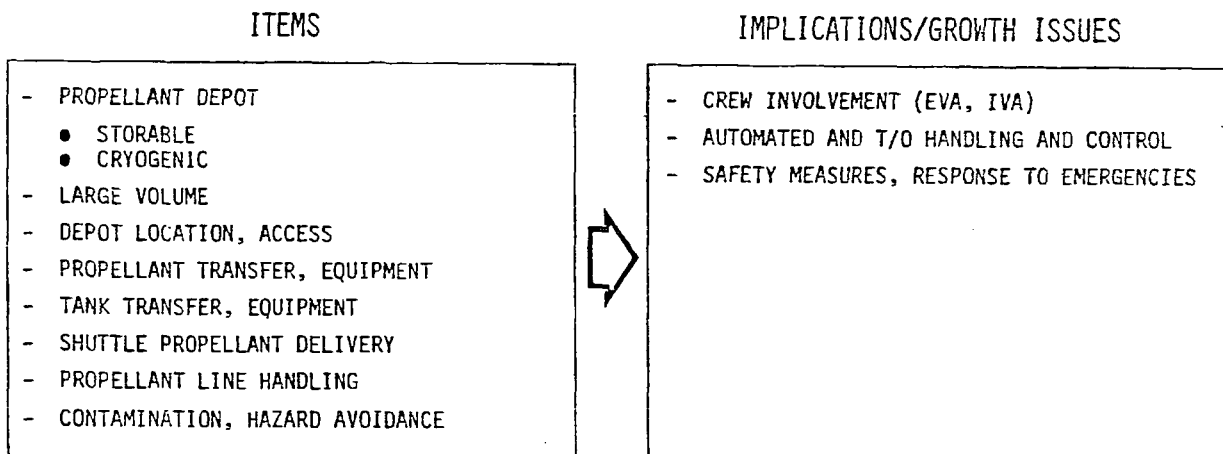 ITEMS
- PROPELLANT DEPOT
• STORABLE
• CRYOGENIC
- LARGE VOLUME
- DEPOT LOCATION, ACCESS
- PROPELLANT TRANSFER, EQUIPMENT
- TANK TRANSFER, EQUIPMENT
- SHUTTLE PROPELLANT DELIVERY
- PROPELLANT LINE HANDLING
- CONTAMINATION, HAZARD AVOIDANCE
IMPLICATIONS/GROWTH ISSUES
- CREW INVOLVEMENT (EVA, IVA)
- AUTOMATED AND T/O HANDLING AND CONTROL
- SAFETY MEASURES, RESPONSE TO EMERGENCIES